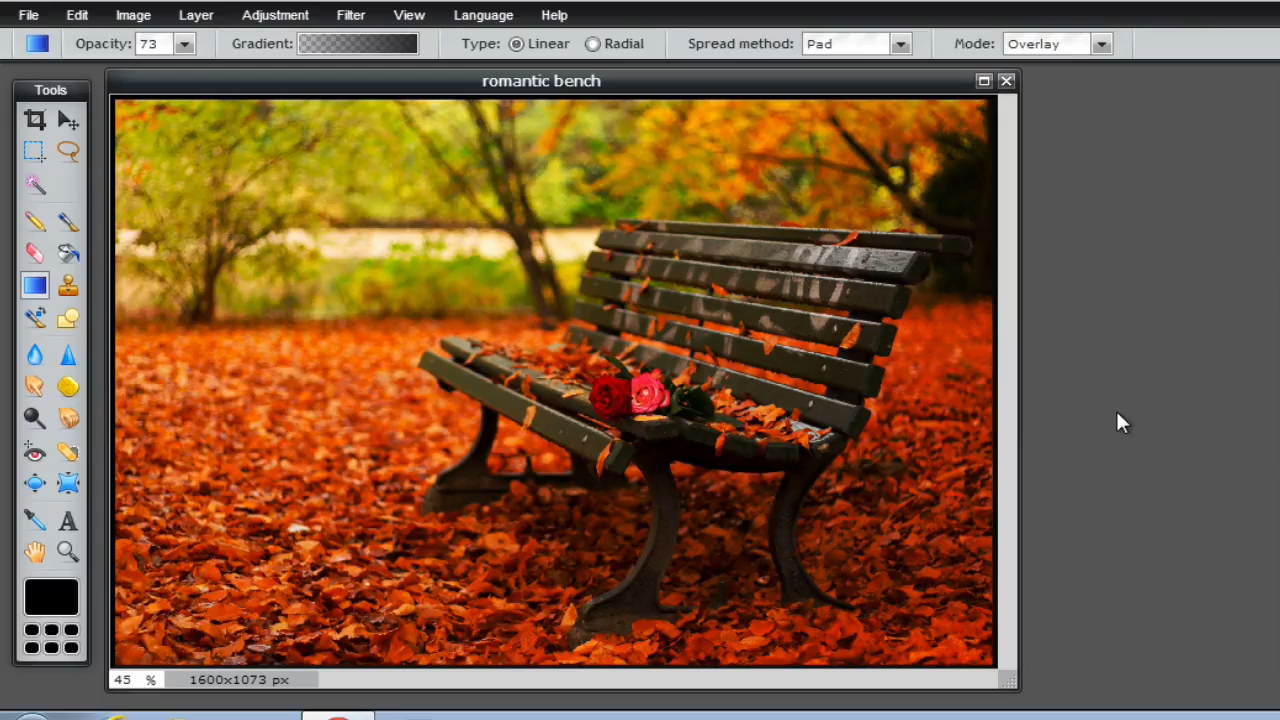 File Edit Image Layer Adjustment Filter View Language Help
Opacity: 73 Gradient: Type: Linear Radial Spread method: Pad Mode: Overlay
Tools
romantic bench
45 % 1600x1073 px